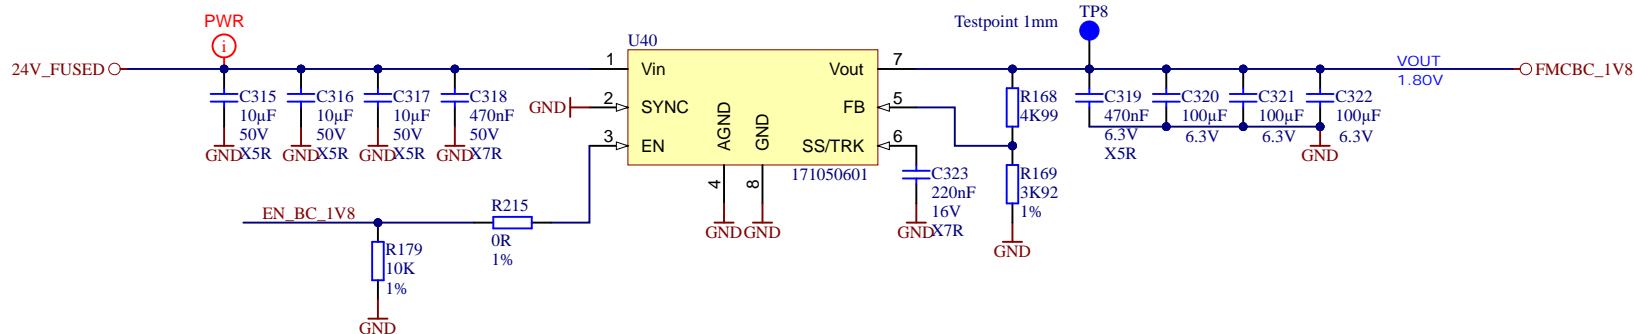 PWR
i
24V_FUSED
C315
10µF
50V
X5R
GND
C316
10µF
50V
X5R
GND
C317
10µF
50V
X5R
GND
C318
470nF
50V
X7R
GND
U40
1
Vin
2
SYNC
GND
3
EN
AGND
4
GND
GND
8
GND
Vout
7
FB
5
SS/TRK
6
171050601
C323
220nF
16V
X7R
GND
R168
4K99
R169
3K92
1%
GND
Testpoint 1mm
TP8
C319
470nF
6.3V
X5R
C320
100µF
6.3V
C321
100µF
6.3V
C322
100µF
6.3V
GND
VOUT
1.80V
FMCBC_1V8
EN_BC_1V8
R215
0R
1%
R179
10K
1%
GND